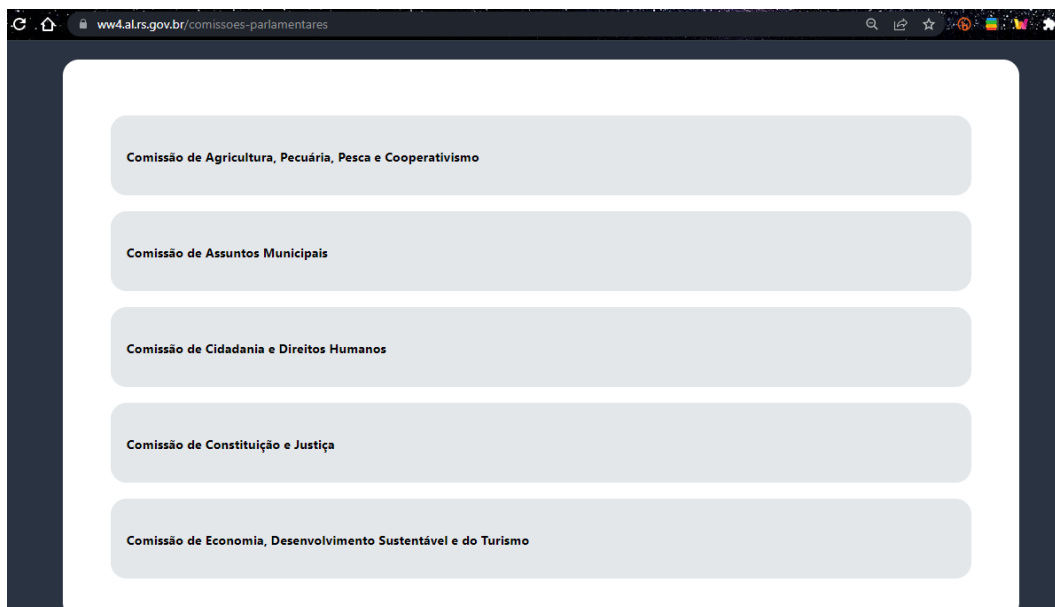 ww4.al.rs.gov.br/comissoes-parlamentares
Comissão de Agricultura, Pecuária, Pesca e Cooperativismo
Comissão de Assuntos Municipais
Comissão de Cidadania e Direitos Humanos
Comissão de Constituição e Justiça
Comissão de Economia, Desenvolvimento Sustentável e do Turismo